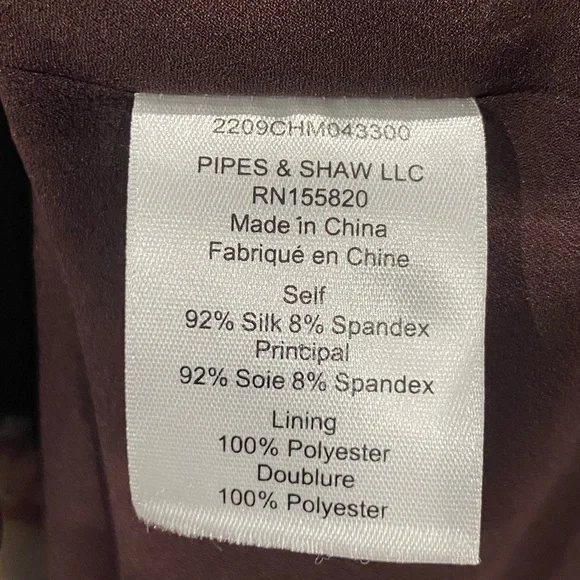 2209CHM043300
PIPES & SHAW LLC
RN155820
Made in China
Fabriqué en Chine
Self
92% Silk 8% Spandex
Principal
92% Soie 8% Spandex
Lining
100% Polyester
Doublure
100% Polyester